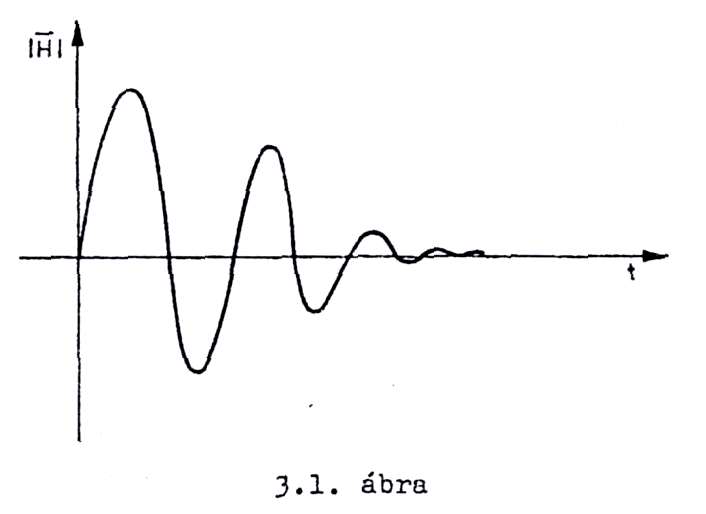 |H̄|
t
3.1. ábra